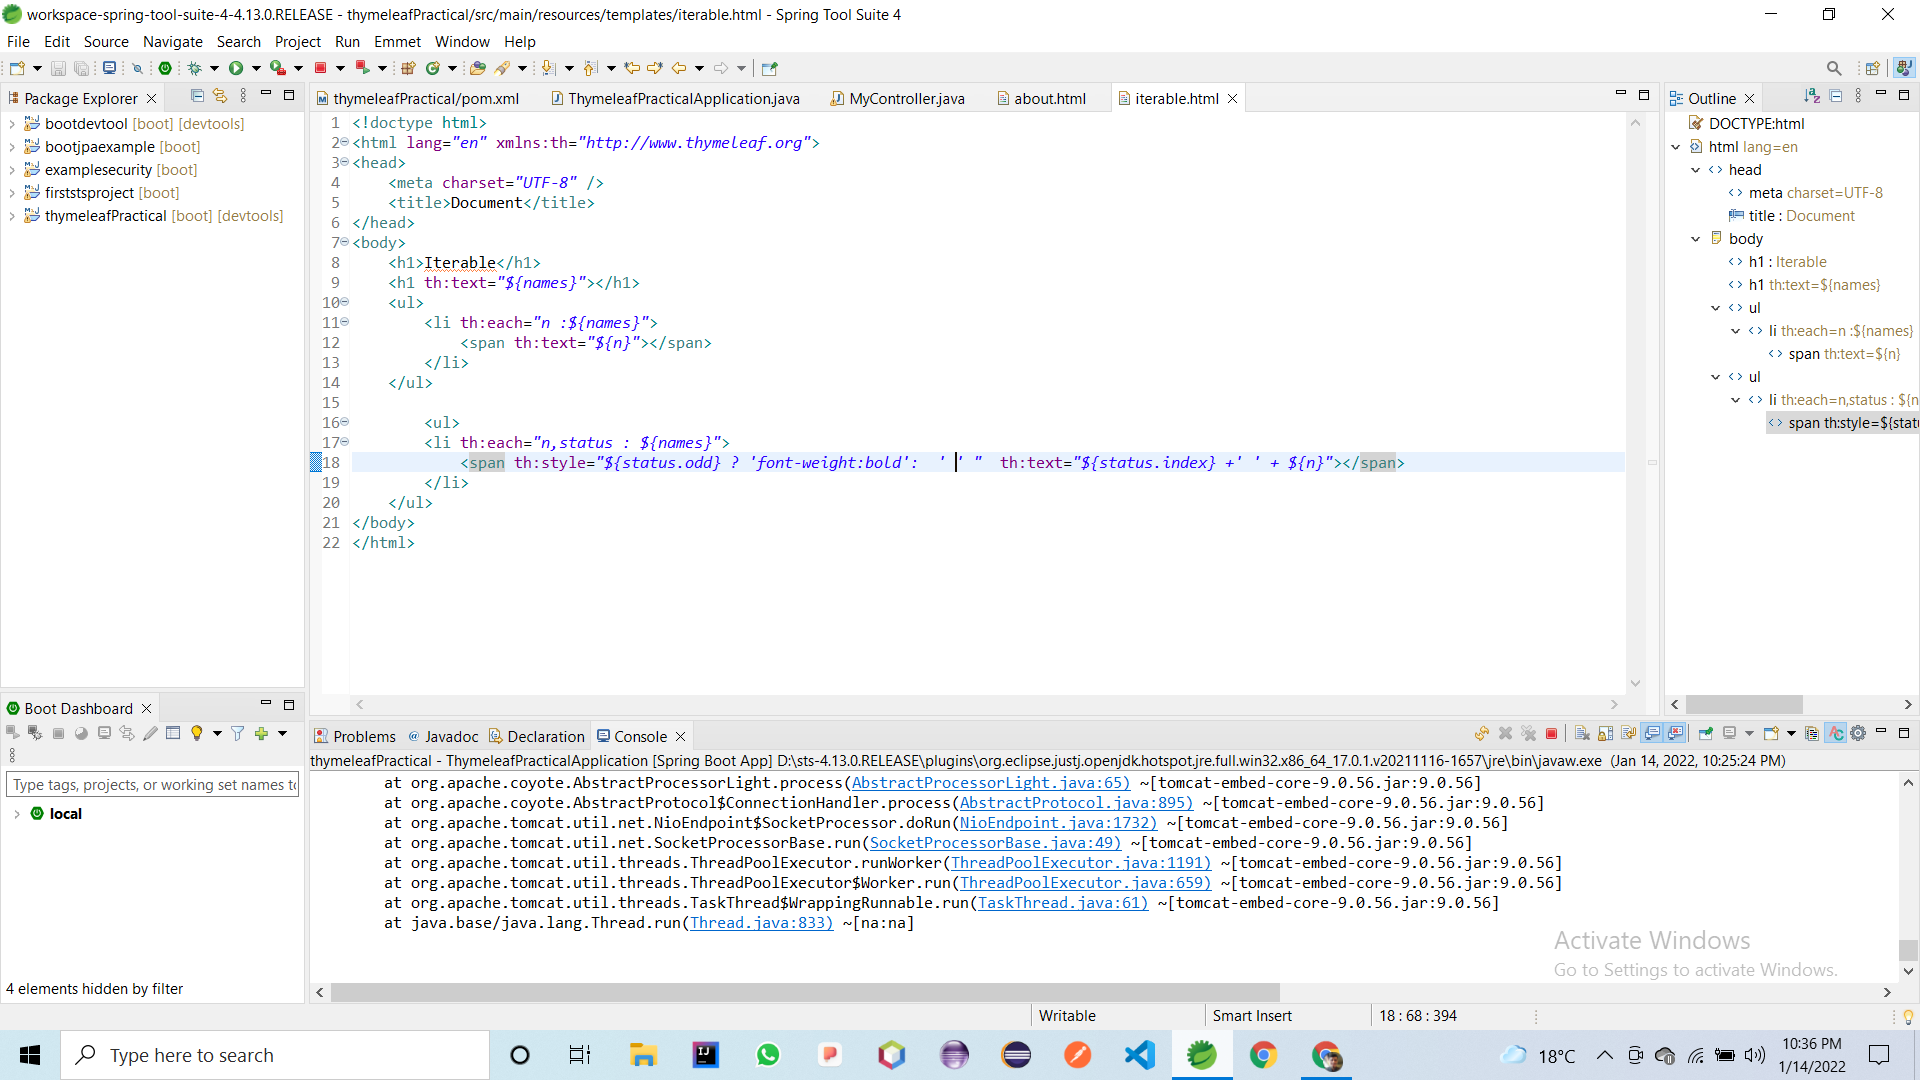 workspace-spring-tool-suite-4-4.13.0.RELEASE - thymeleafPractical/src/main/resources/templates/iterable.html - Spring Tool Suite 4
File Edit Source Navigate Search Project Run Emmet Window Help
Package Explorer
bootdevtool [boot] [devtools]
bootjpaexample [boot]
examplesecurity [boot]
firststsproject [boot]
thymeleafPractical [boot] [devtools]
thymeleafPractical/pom.xml ThymeleafPracticalApplication.java MyController.java about.html iterable.html
1 <!doctype html>
2 <html lang="en" xmlns:th="http://www.thymeleaf.org">
3 <head>
4 <meta charset="UTF-8" />
5 <title>Document</title>
6 </head>
7 <body>
8 <h1>Iterable</h1>
9 <h1 th:text="${names}"></h1>
10 <ul>
11 <li th:each="n :${names}">
12 <span th:text="${n}"></span>
13 </li>
14 </ul>
15
16 <ul>
17 <li th:each="n,status : ${names}">
18 <span th:style="${status.odd} ? 'font-weight:bold': ' ' " th:text="${status.index} +' ' + ${n}"></span>
19 </li>
20 </ul>
21 </body>
22 </html>
Outline
DOCTYPE:html
html lang=en
head
meta charset=UTF-8
title : Document
body
h1 : Iterable
h1 th:text=${names}
ul
li th:each=n :${names}
span th:text=${n}
ul
li th:each=n,status : ${n
span th:style=${stat
Boot Dashboard
Type tags, projects, or working set names t
local
4 elements hidden by filter
Problems Javadoc Declaration Console
thymeleafPractical - ThymeleafPracticalApplication [Spring Boot App] D:\sts-4.13.0.RELEASE\plugins\org.eclipse.justj.openjdk.hotspot.jre.full.win32.x86_64_17.0.1.v20211116-1657\jre\bin\javaw.exe (Jan 14, 2022, 10:25:24 PM)
at org.apache.coyote.AbstractProcessorLight.process(AbstractProcessorLight.java:65) ~[tomcat-embed-core-9.0.56.jar:9.0.56]
at org.apache.coyote.AbstractProtocol$ConnectionHandler.process(AbstractProtocol.java:895) ~[tomcat-embed-core-9.0.56.jar:9.0.56]
at org.apache.tomcat.util.net.NioEndpoint$SocketProcessor.doRun(NioEndpoint.java:1732) ~[tomcat-embed-core-9.0.56.jar:9.0.56]
at org.apache.tomcat.util.net.SocketProcessorBase.run(SocketProcessorBase.java:49) ~[tomcat-embed-core-9.0.56.jar:9.0.56]
at org.apache.tomcat.util.threads.ThreadPoolExecutor.runWorker(ThreadPoolExecutor.java:1191) ~[tomcat-embed-core-9.0.56.jar:9.0.56]
at org.apache.tomcat.util.threads.ThreadPoolExecutor$Worker.run(ThreadPoolExecutor.java:659) ~[tomcat-embed-core-9.0.56.jar:9.0.56]
at org.apache.tomcat.util.threads.TaskThread$WrappingRunnable.run(TaskThread.java:61) ~[tomcat-embed-core-9.0.56.jar:9.0.56]
at java.base/java.lang.Thread.run(Thread.java:833) ~[na:na]
Activate Windows
Go to Settings to activate Windows.
Writable Smart Insert 18 : 68 : 394
Type here to search
18°C
10:36 PM
1/14/2022